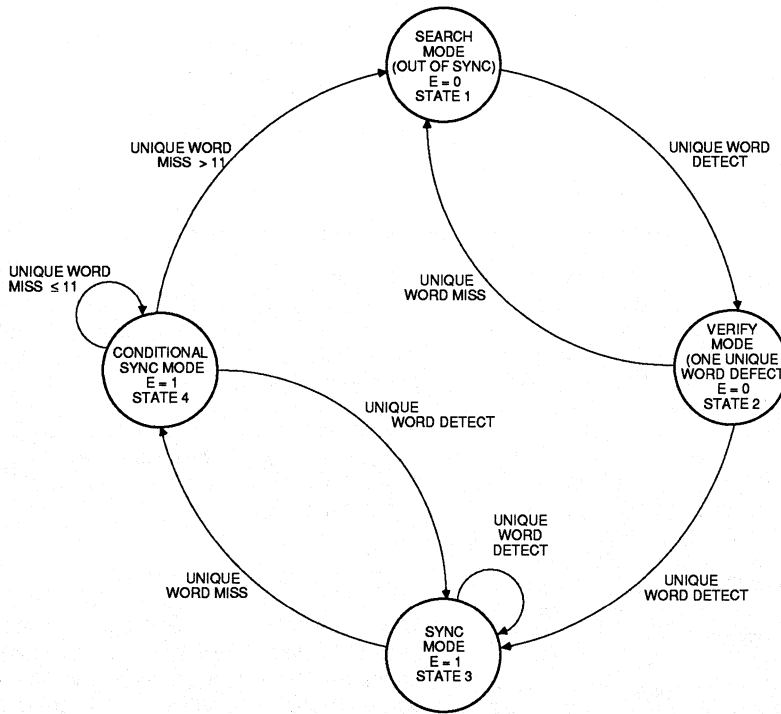 SEARCH
MODE
(OUT OF SYNC)
E = 0
STATE 1
UNIQUE WORD
MISS > 11
UNIQUE WORD
DETECT
UNIQUE WORD
MISS ≤ 11
UNIQUE
WORD MISS
VERIFY
MODE
(ONE UNIQUE
WORD DEFECT
E = 0
STATE 2
CONDITIONAL
SYNC MODE
E = 1
STATE 4
UNIQUE
WORD DETECT
UNIQUE
WORD
DETECT
UNIQUE
WORD MISS
UNIQUE
WORD DETECT
SYNC
MODE
E = 1
STATE 3